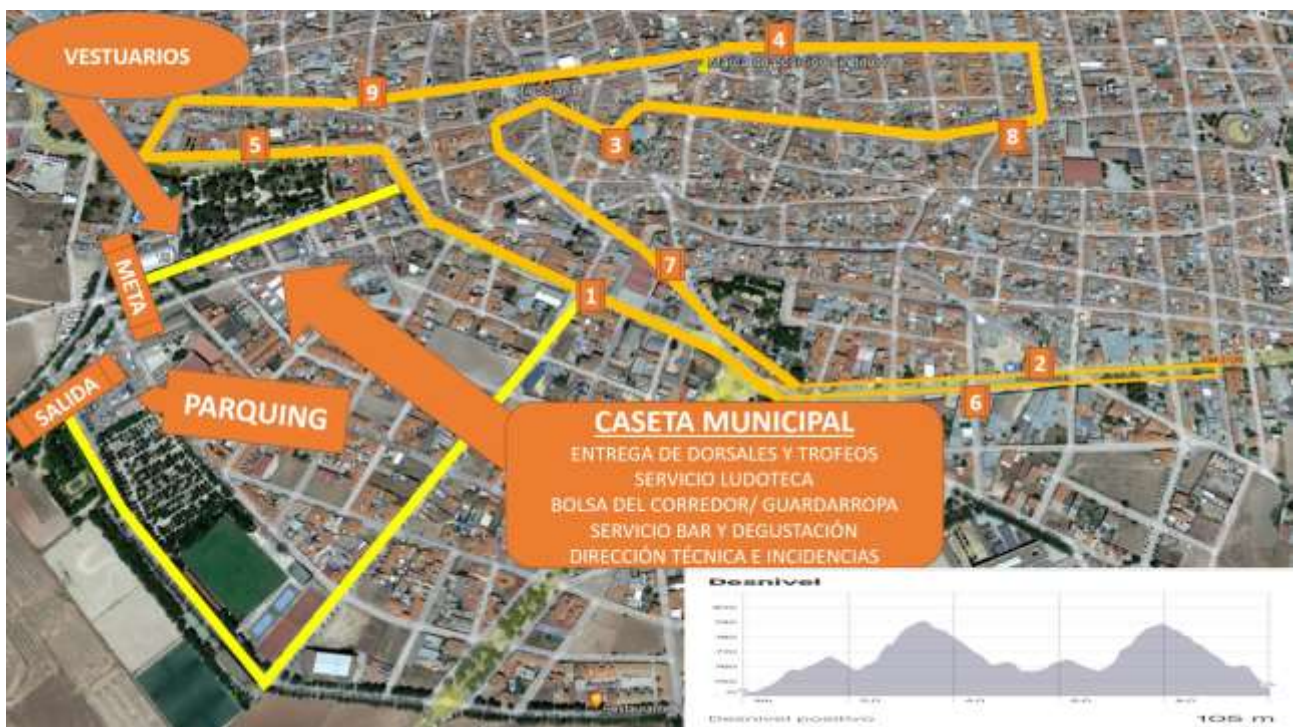 VESTUARIOS
4
9
5
3
8
META
7
1
SALIDA
PARQUING
2
6
CASETA MUNICIPAL
ENTREGA DE DORSALES Y TROFEOS
SERVICIO LUDOTECA
BOLSA DEL CORREDOR/ GUARDARROPA
SERVICIO BAR Y DEGUSTACIÓN
DIRECCIÓN TÉCNICA E INCIDENCIAS
Restaurante
Desnivel
Desnivel positivo
105 m